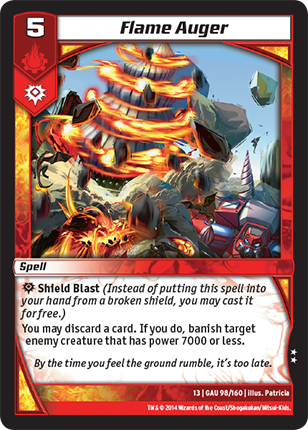 5
Flame Auger
Spell
Shield Blast (Instead of putting this spell into
your hand from a broken shield, you may cast it
for free.)
You may discard a card. If you do, banish target
enemy creature that has power 7000 or less.
By the time you feel the ground rumble, it's too late.
13 | GAU 98/160 | illus. Patricia
TM & © 2014 Wizards of the Coast/Shogakukan/Mitsui-Kids.